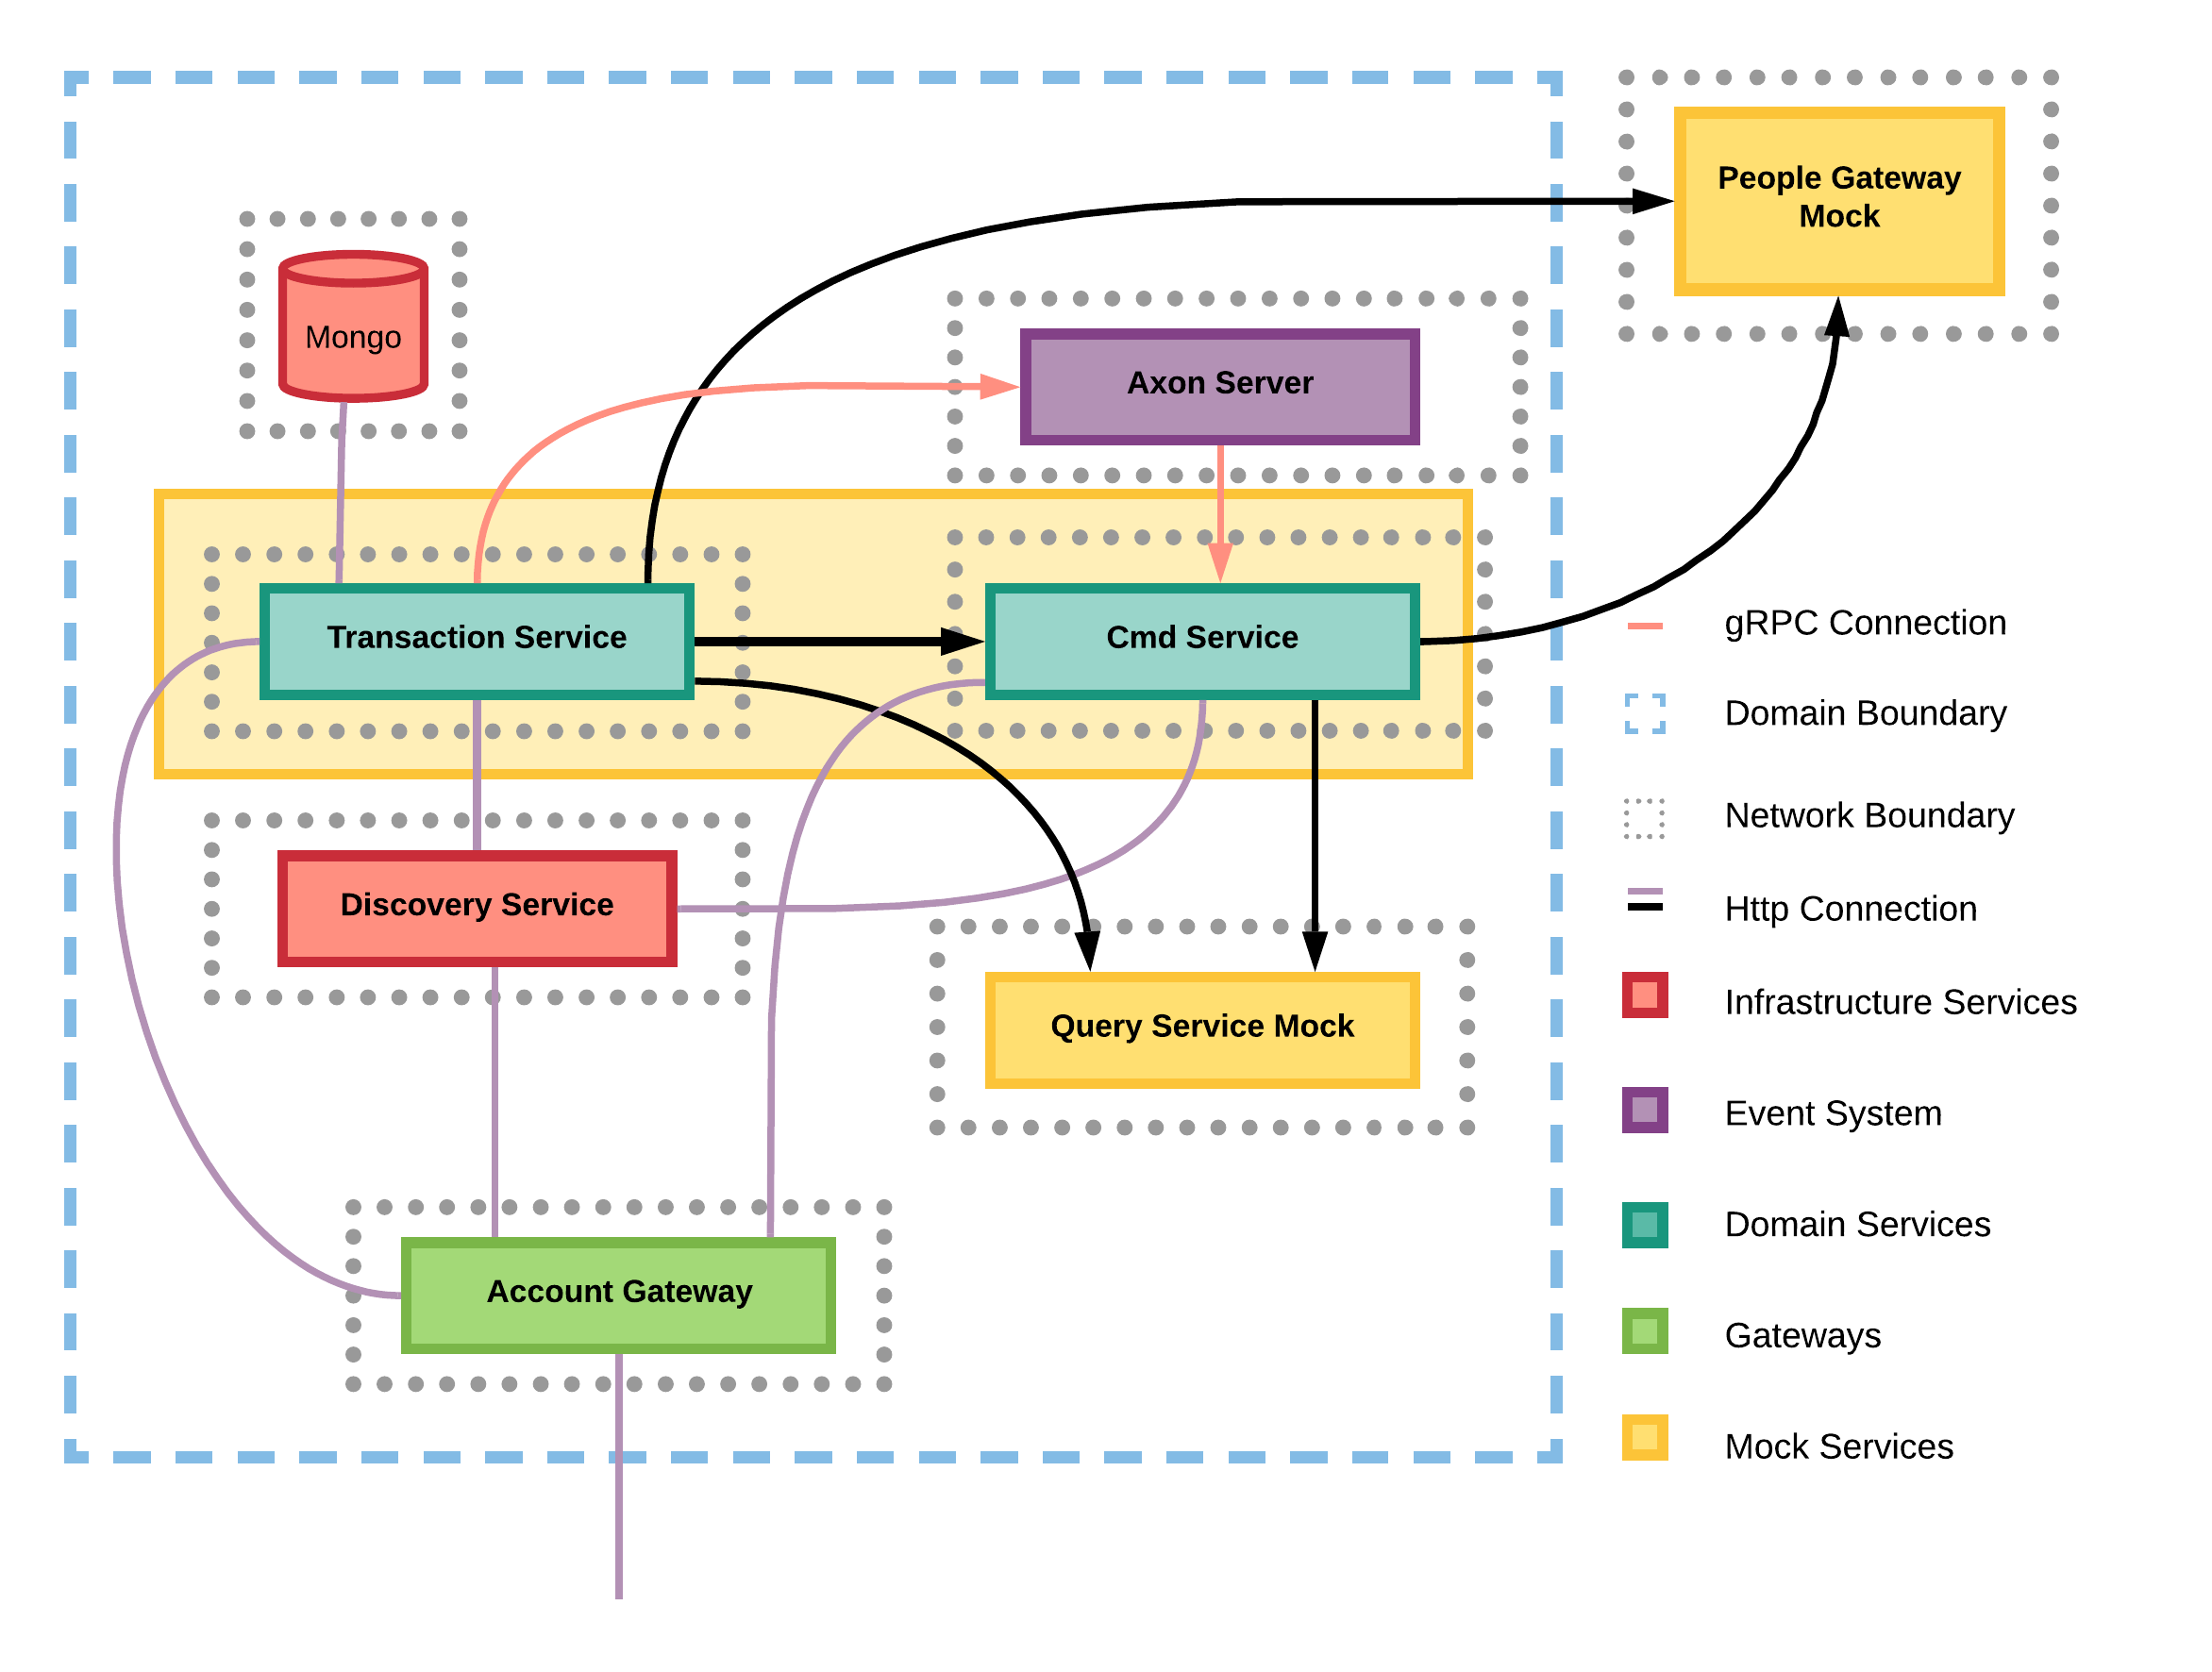 People Gateway
Mock
Mongo
Axon Server
Transaction Service
Cmd Service
Discovery Service
Query Service Mock
Account Gateway
gRPC Connection
Domain Boundary
Network Boundary
Http Connection
Infrastructure Services
Event System
Domain Services
Gateways
Mock Services